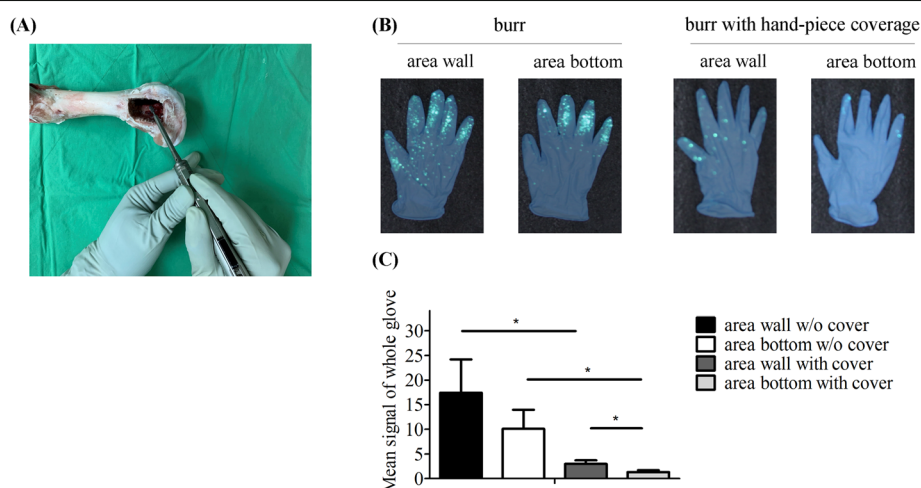 (A)
(B)
burr
burr with hand-piece coverage
area wall
area bottom
area wall
area bottom
(C)
Mean signal of whole glove
30
25
20
15
10
5
0
*
*
*
area wall w/o cover
area bottom w/o cover
area wall with cover
area bottom with cover